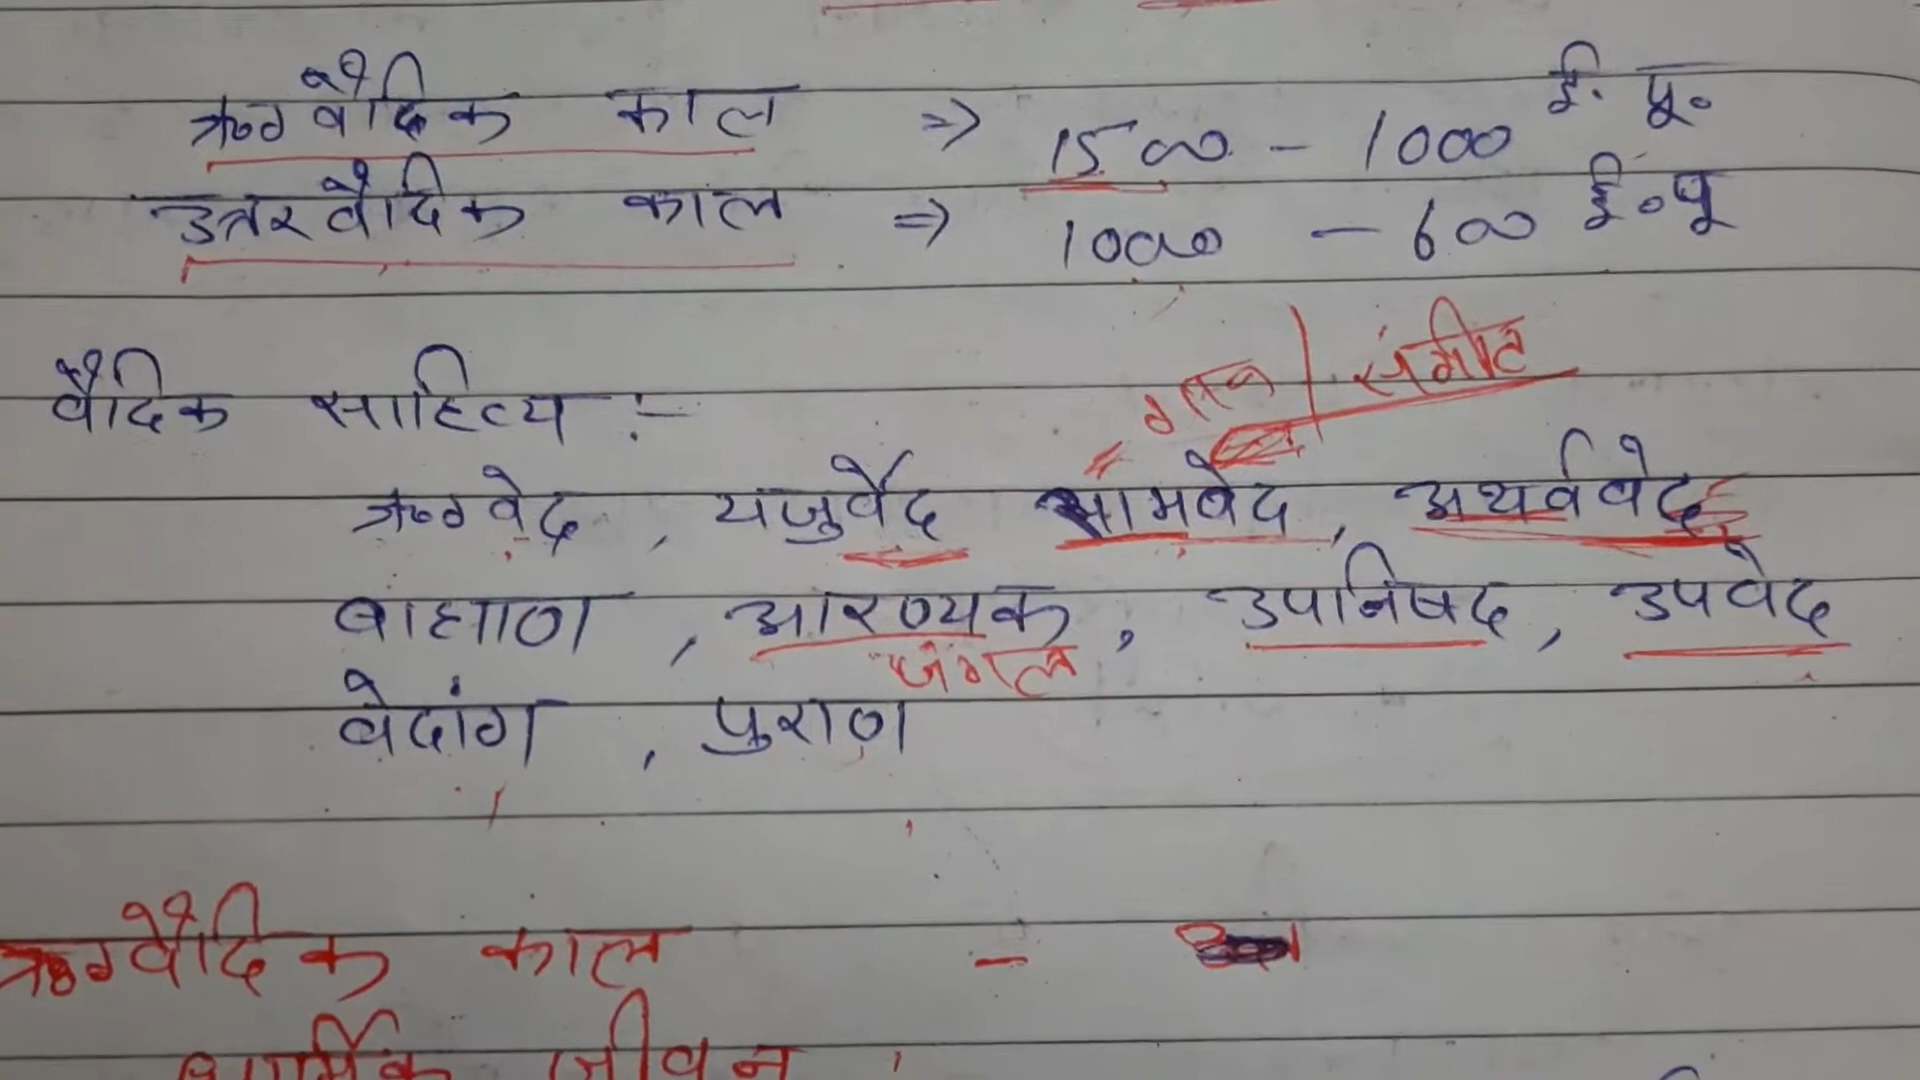 ऋग्वैदिक काल ⇒ 1500 - 1000 ई. पू.
उत्तरवैदिक काल ⇒ 1000 - 600 ई. पू
वैदिक साहित्य :-
संगीत
ऋग्वेद, यजुर्वेद सामवेद, अथर्ववेद
ब्राह्मण, आरण्यक, उपनिषद, उपवेद
जंगल
वेदांग, पुराण
ऋग्वैदिक काल -
धार्मिक जीवन :